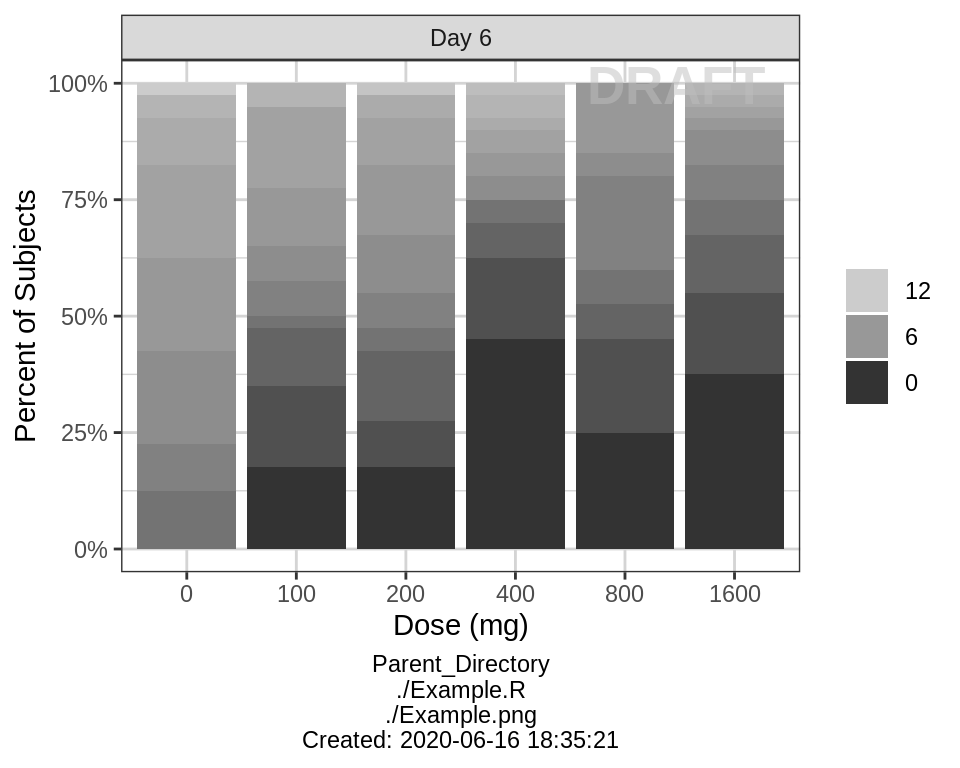 Day 6
DRAFT
100%
75%
50%
25%
0%
Percent of Subjects
0 100 200 400 800 1600
Dose (mg)
12
6
0
Parent_Directory
./Example.R
./Example.png
Created: 2020-06-16 18:35:21